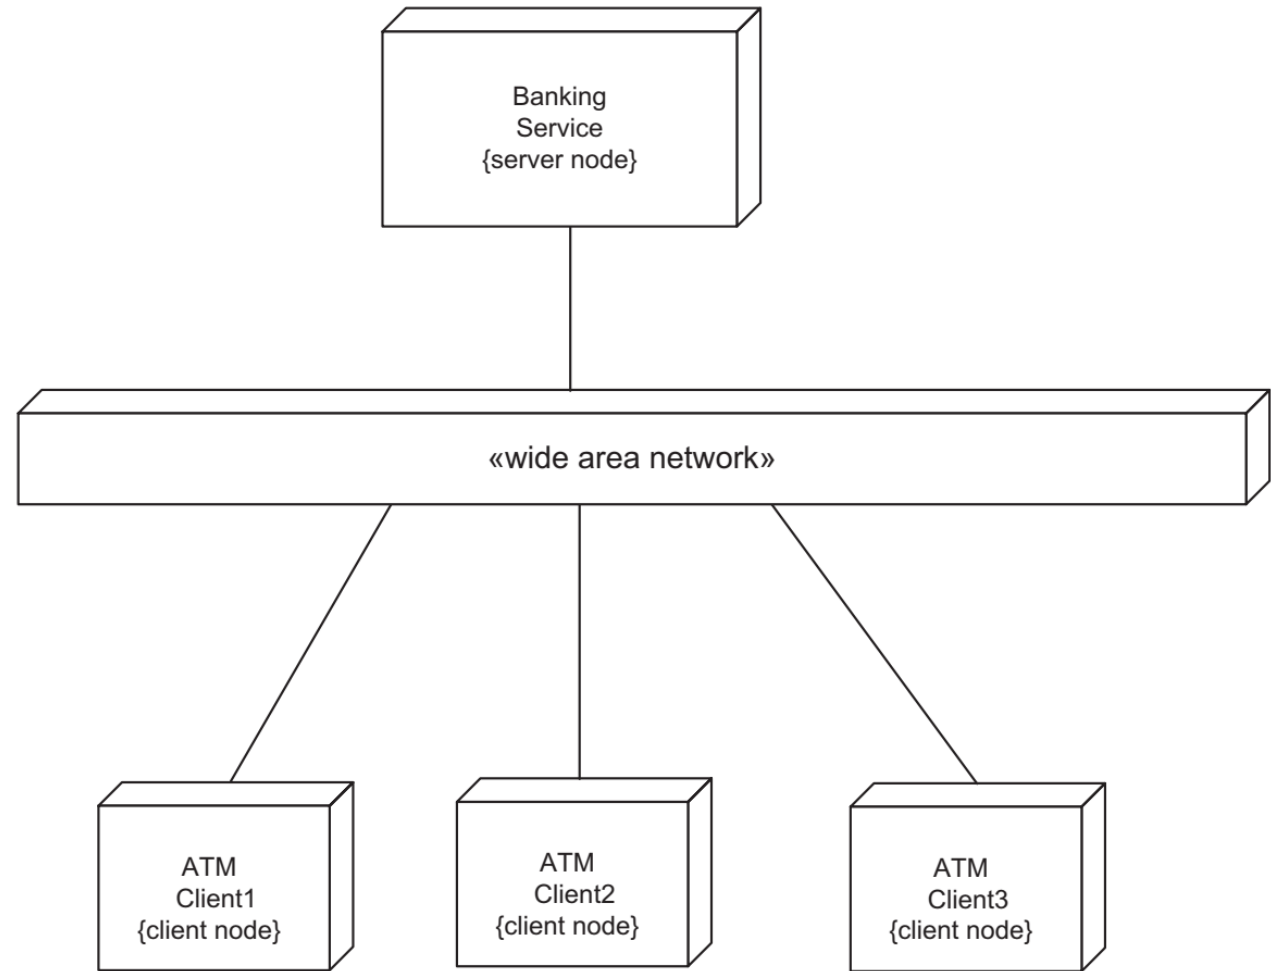 Banking
Service
{server node}
«wide area network»
ATM
Client1
{client node}
ATM
Client2
{client node}
ATM
Client3
{client node}